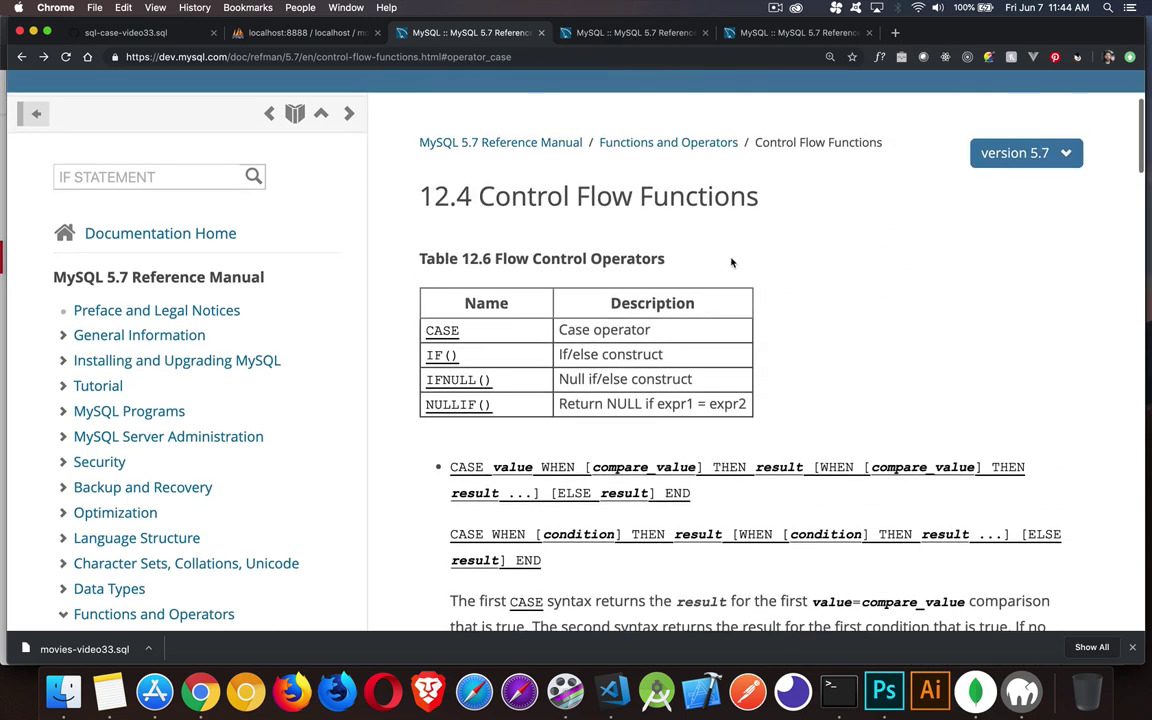 Chrome File Edit View History Bookmarks People Window Help
100% Fri Jun 7 11:44 AM
sql-case-video33.sql
localhost:8888 / m
MySQL :: MySQL 5.7 Referenc
MySQL :: MySQL 5.7 Referenc
MySQL :: MySQL 5.7 Referenc
https://dev.mysql.com/doc/refman/5.7/en/control-flow-functions.html#operator_case
IF STATEMENT
Documentation Home
MySQL 5.7 Reference Manual
Preface and Legal Notices
General Information
Installing and Upgrading MySQL
Tutorial
MySQL Programs
MySQL Server Administration
Security
Backup and Recovery
Optimization
Language Structure
Character Sets, Collations, Unicode
Data Types
Functions and Operators
MySQL 5.7 Reference Manual / Functions and Operators / Control Flow Functions
version 5.7
12.4 Control Flow Functions
Table 12.6 Flow Control Operators
Name Description
CASE Case operator
IF() If/else construct
IFNULL() Null if/else construct
NULLIF() Return NULL if expr1 = expr2
CASE value WHEN [compare_value] THEN result [WHEN [compare_value] THEN
result ...] [ELSE result] END
CASE WHEN [condition] THEN result [WHEN [condition] THEN result ...] [ELSE
result] END
The first CASE syntax returns the result for the first value=compare_value comparison
that is true. The second syntax returns the result for the first condition that is true. If no
movies-video33.sql
Show All
Ps
Ai